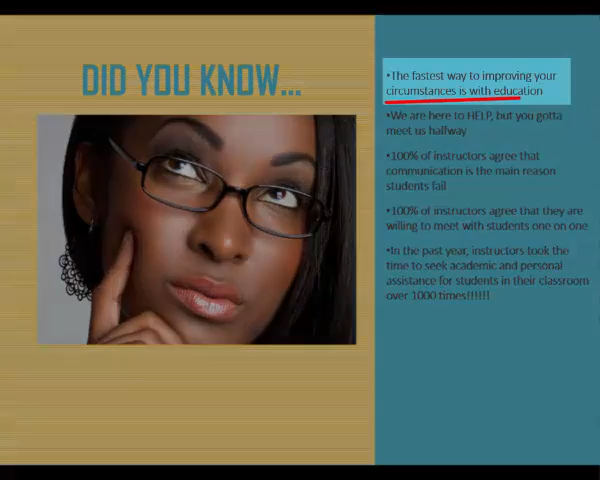 DID YOU KNOW...
•The fastest way to improving your
circumstances is with education
•We are here to HELP, but you gotta
meet us halfway
•100% of instructors agree that
communication is the main reason
students fail
•100% of instructors agree that they are
willing to meet with students one on one
•In the past year, instructors took the
time to seek academic and personal
assistance for students in their classroom
over 1000 times!!!!!!